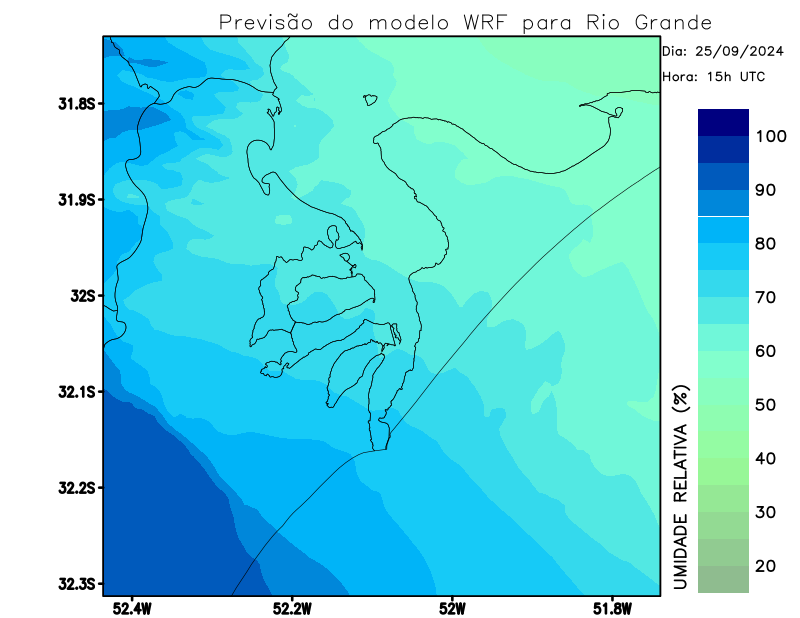 Previsão do modelo WRF para Rio Grande
Dia: 25/09/2024
Hora: 15h UTC
31.8S
31.9S
32S
32.1S
32.2S
32.3S
52.4W
52.2W
52W
51.8W
UMIDADE RELATIVA (%)
100
90
80
70
60
50
40
30
20